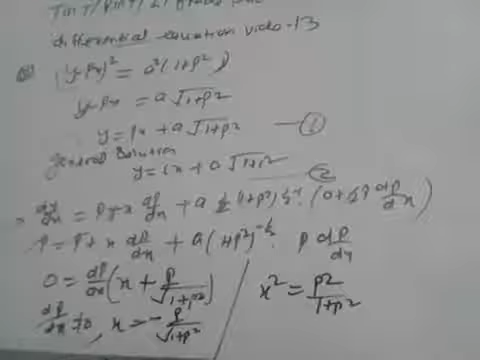 differential equation video-13
(y-px)² = a²(1+p²)
y-px = a√1+p²
y = px + a√1+p² — ①
general solution
y = cx + a√1+c² — ②
dy/dx = p + x dp/dx + a ½ (1+p²)^½-1 (0+2p dp/dx)
p = p + x dp/dx + a(1+p²)^-½ p dp/dx
0 = dp/dx (x + p/√1+p²)
dp/dx ≠0, x = - p/√1+p²
x² = p²/1+p²